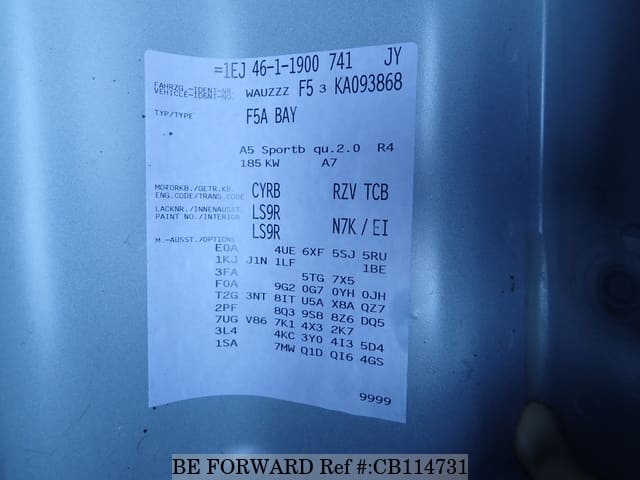 =1EJ 46-1-1900 741 JY
FAHRZG.-IDENT-NR.
VEHICLE-IDENT-NO. WAUZZZ F5 3 KA093868
TYP/TYPE F5A BAY
A5 Sportb qu.2.0 R4
185 KW A7
MOTORKB./GETR.KB.
ENG.CODE/TRANS.CODE CYRB RZV TCB
LACKNR./INNENAUSST. LS9R
PAINT NO./INTERIOR LS9R N7K / EI
M.-AUSST./OPTIONS
E0A 4UE 6XF 5SJ 5RU
1KJ J1N 1LF 1BE
3FA 5TG 7X5
F0A 9G2 0G7 0YH 0JH
T2G 3NT 8IT U5A X8A QZ7
2PF 8Q3 9S8 8Z6 DQ5
7UG V86 7K1 4X3 2K7
3L4 4KC 3Y0 4I3 5D4
1SA 7MW Q1D QI6 4GS
9999
BE FORWARD Ref #:CB114731